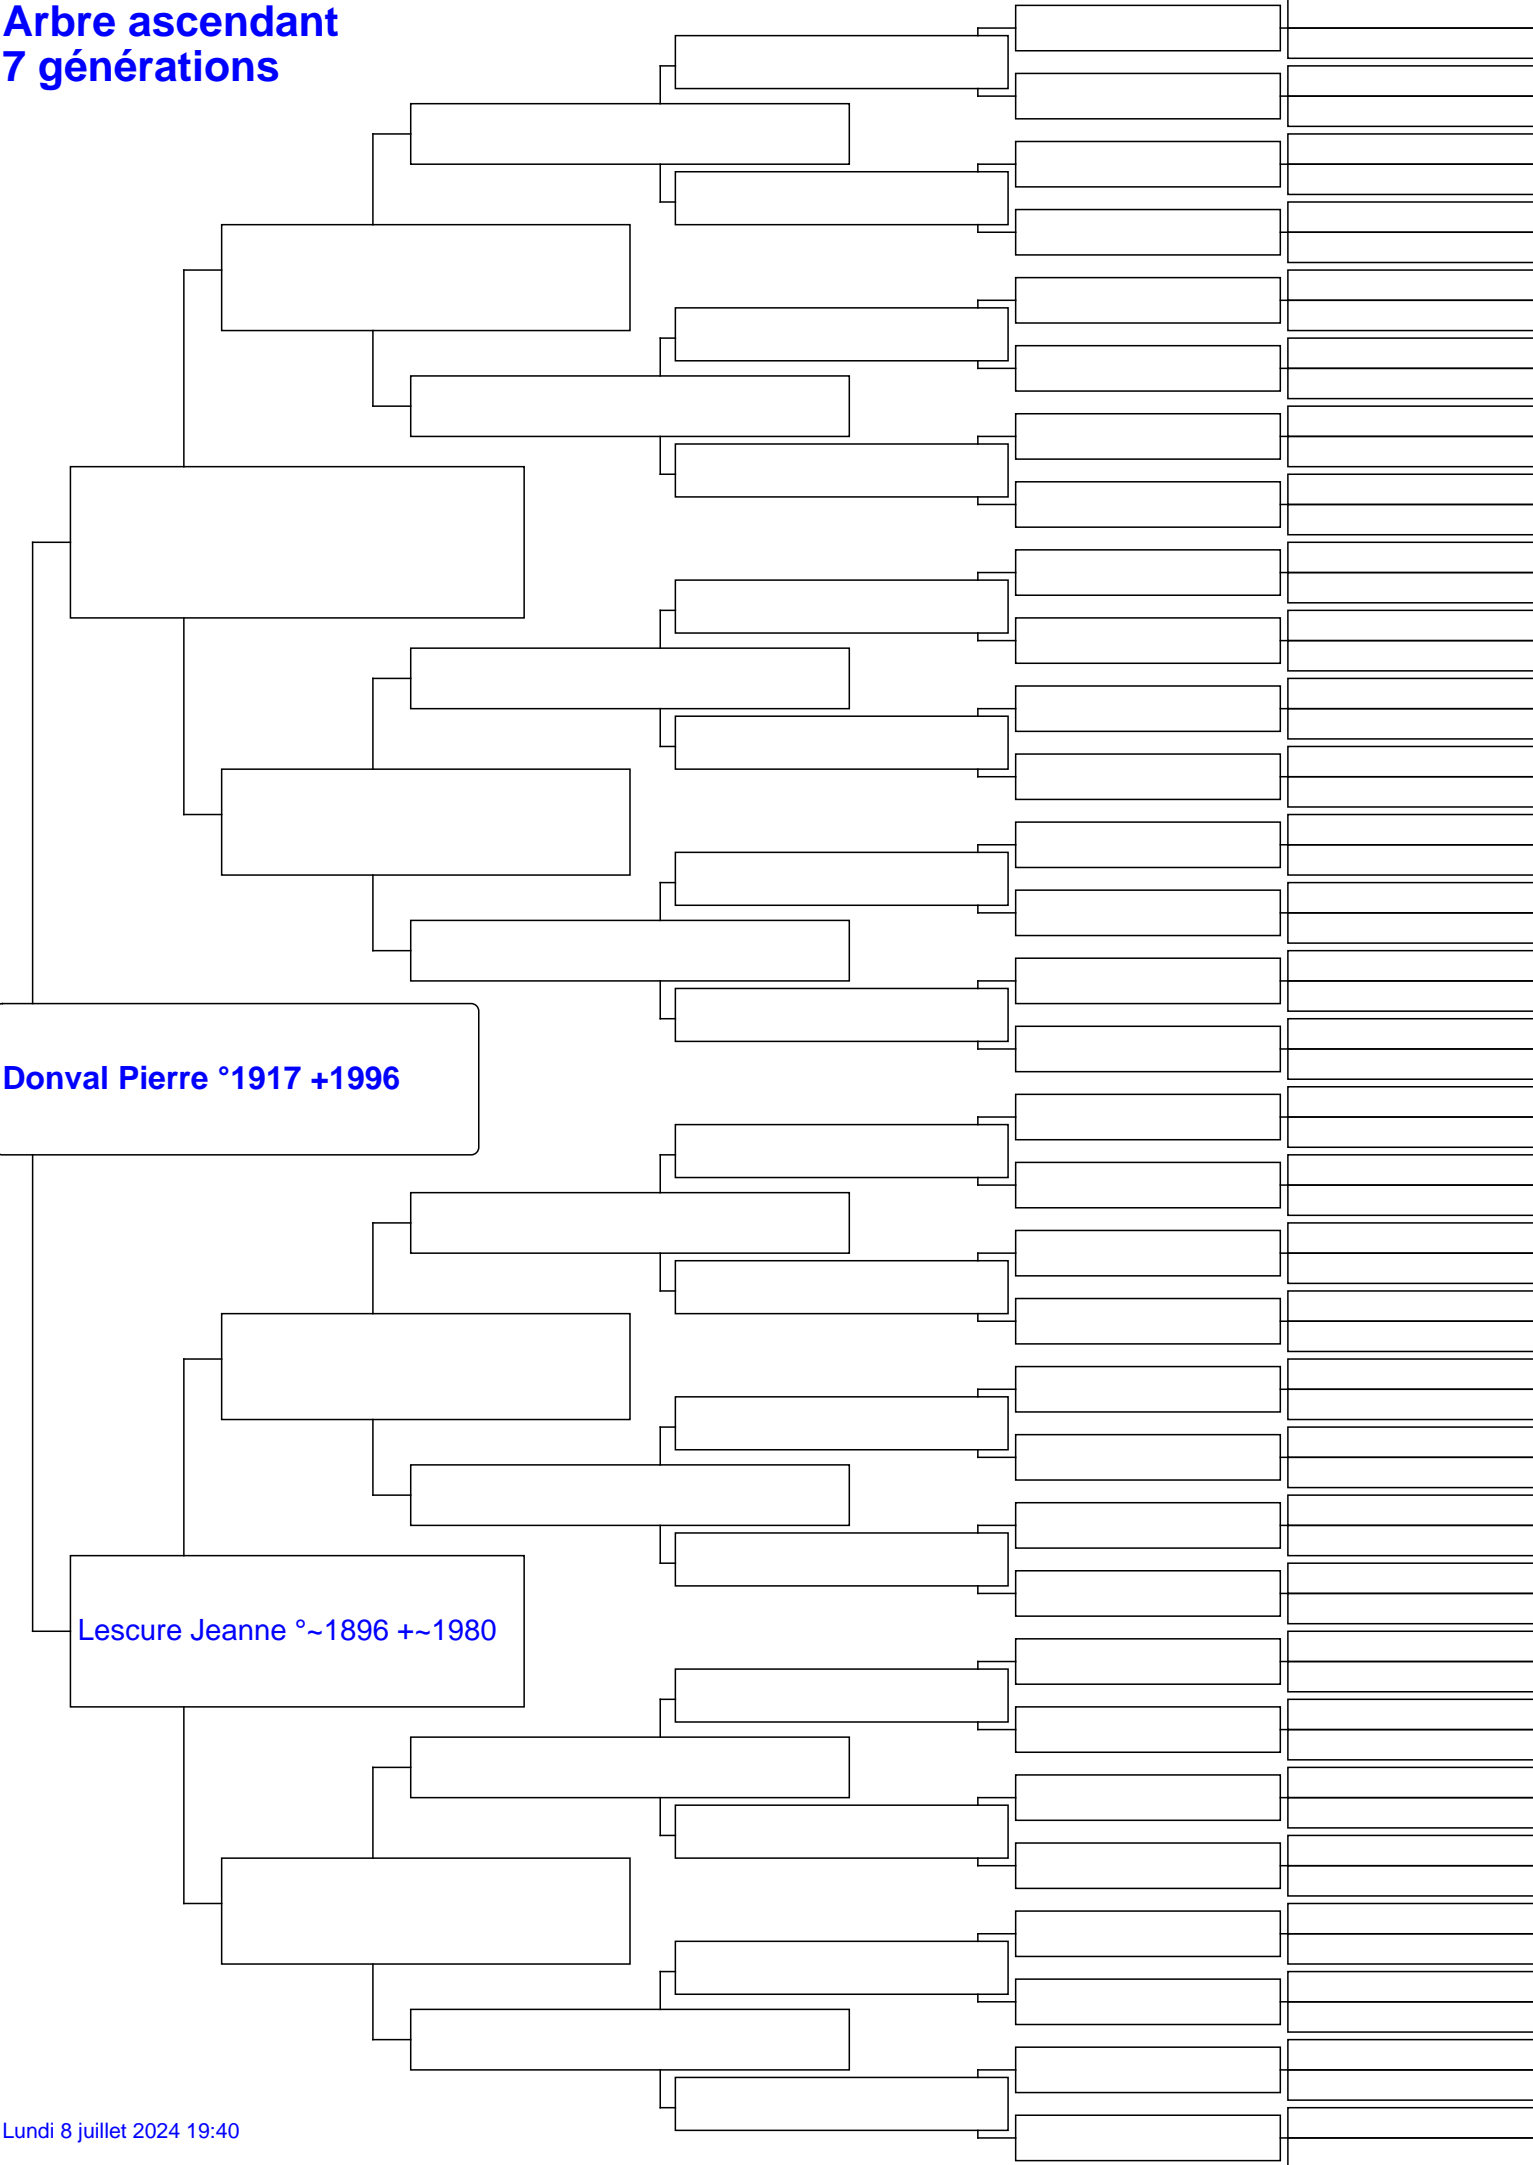 Arbre ascendant
7 générations
Donval Pierre °1917 +1996
Lescure Jeanne °~1896 +~1980
Lundi 8 juillet 2024 19:40